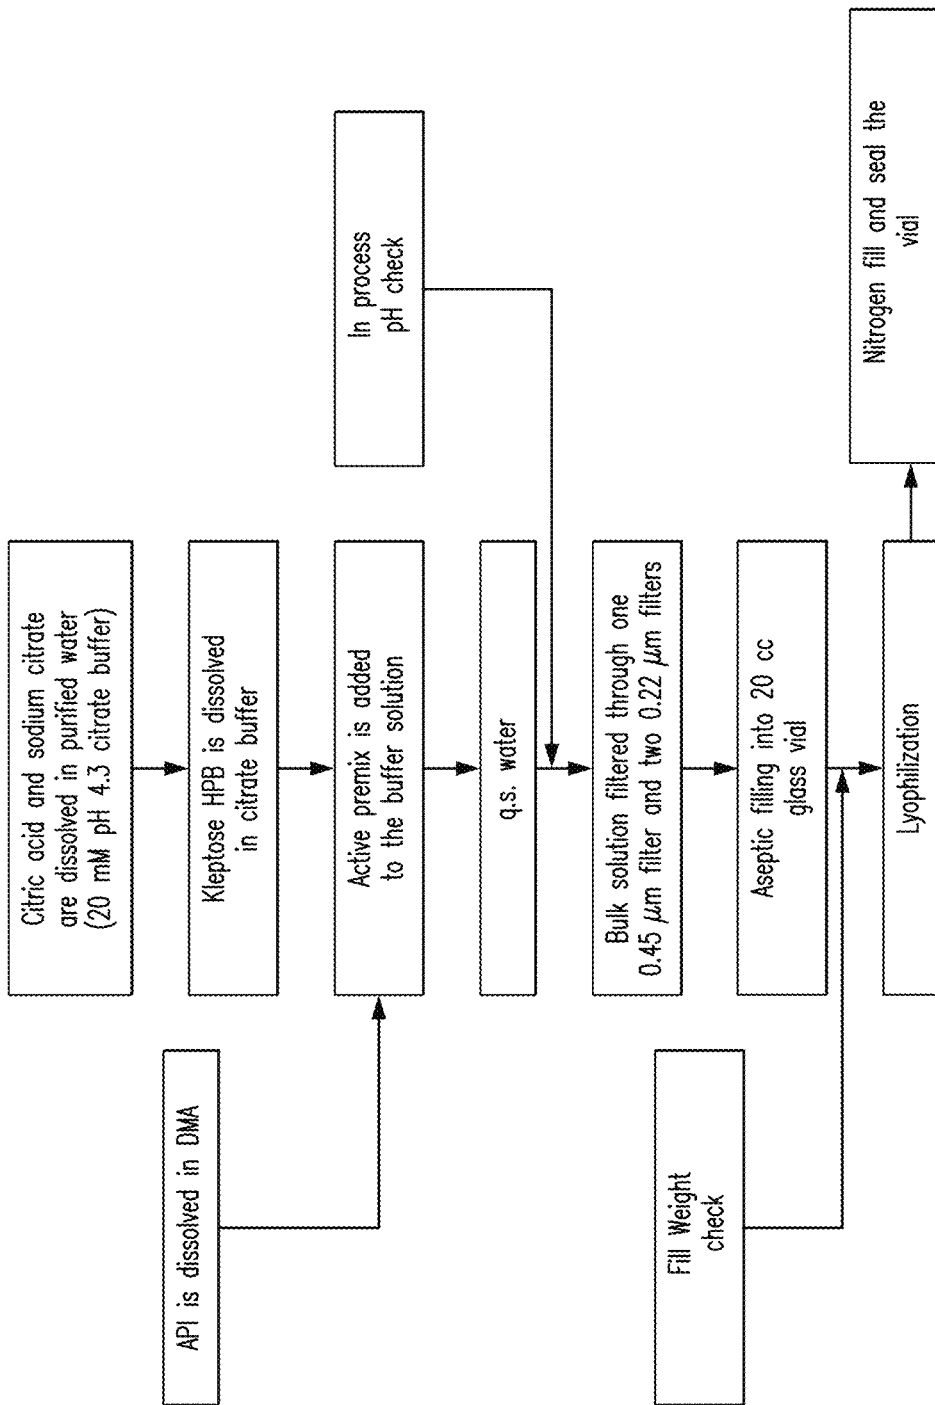 Citric acid and sodium citrate
are dissolved in purified water
(20 mM pH 4.3 citrate buffer)
API is dissolved in DMA
Kleptose HPB is dissolved
in citrate buffer
Active premix is added
to the buffer solution
In process
pH check
q.s. water
Bulk solution filtered through one
0.45 μm filter and two 0.22 μm filters
Fill Weight
check
Aseptic filling into 20 cc
glass vial
Lyophilization
Nitrogen fill and seal the
vial